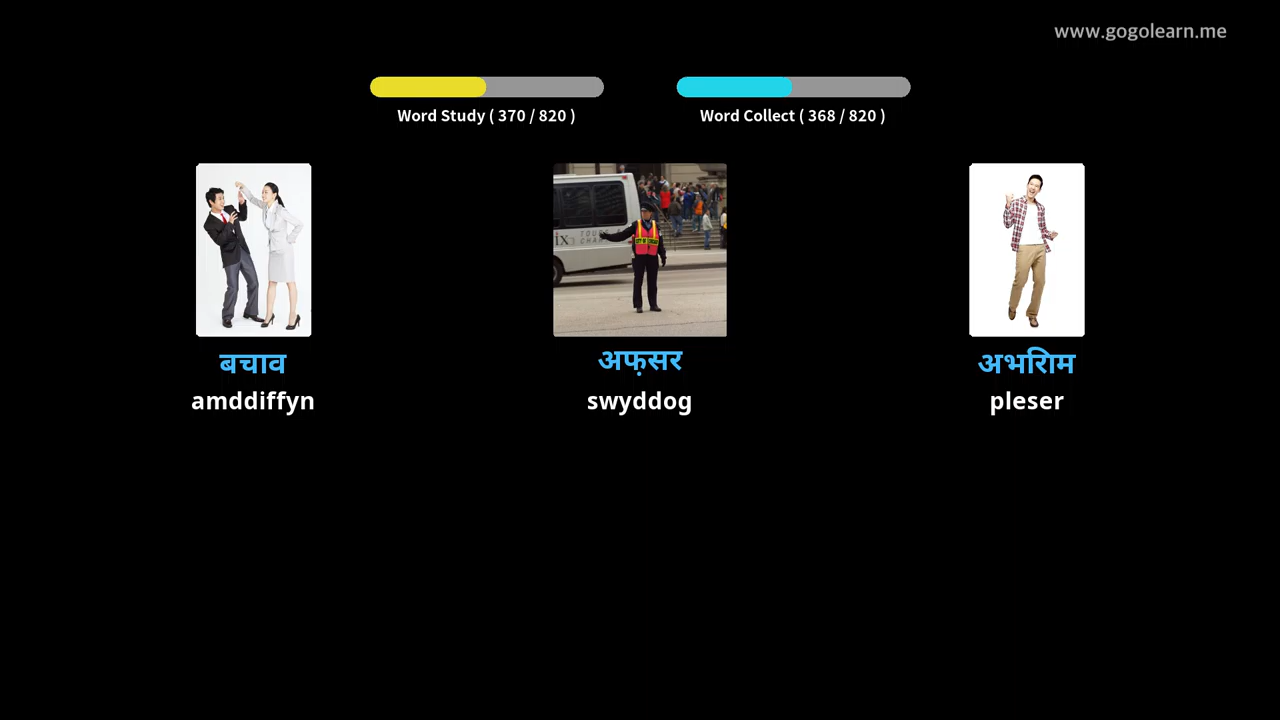 www.gogolearn.me
Word Study ( 370 / 820 )
Word Collect ( 368 / 820 )
बचाव
अफ़सर
अभिराम
amddiffyn
swyddog
pleser